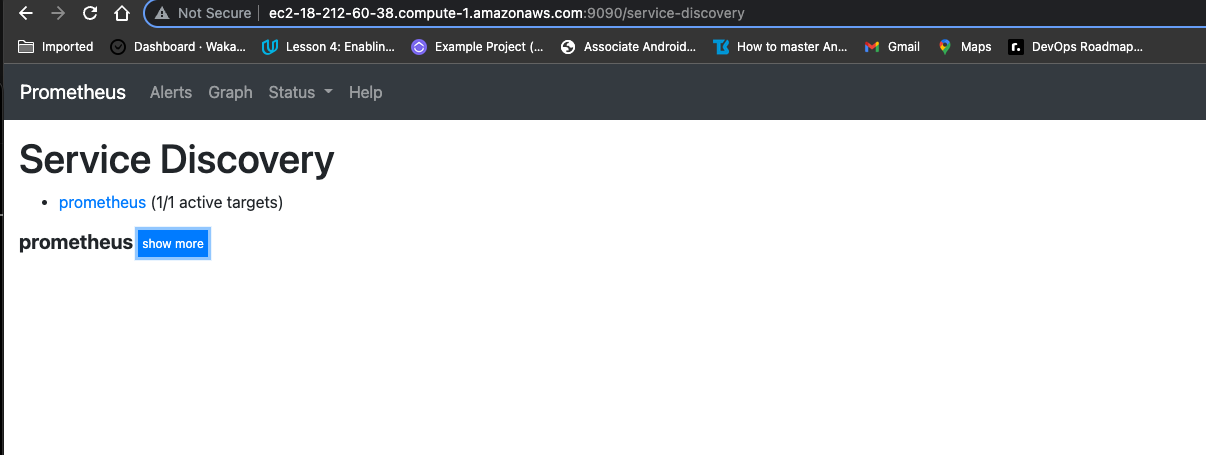 Not Secure ec2-18-212-60-38.compute-1.amazonaws.com:9090/service-discovery
Imported Dashboard · Waka... Lesson 4: Enablin... Example Project (... Associate Android... How to master An... Gmail Maps DevOps Roadmap...
Prometheus Alerts Graph Status Help
Service Discovery
• prometheus (1/1 active targets)
prometheus show more